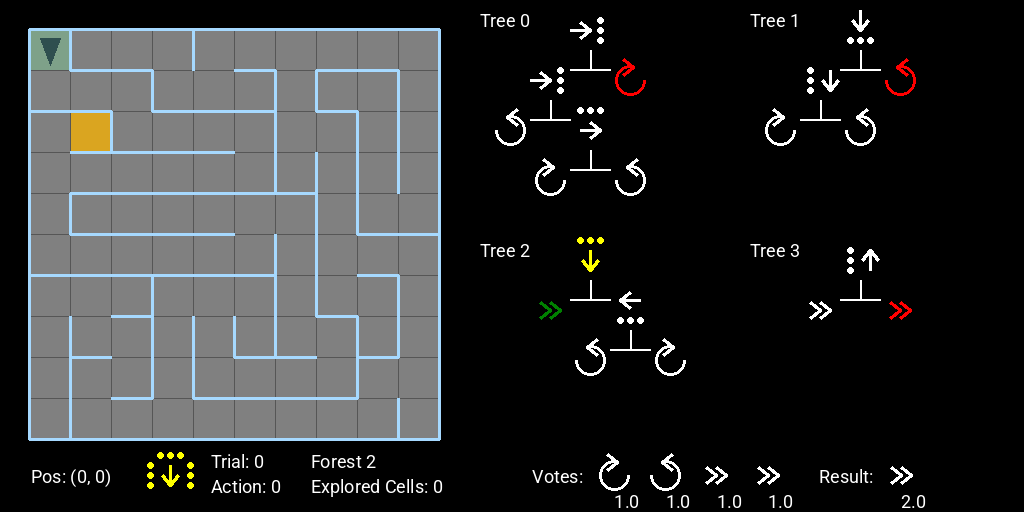 Tree 0
Tree 1
Tree 2
Tree 3
Pos: (0, 0)
Trial: 0
Forest 2
Action: 0
Explored Cells: 0
Votes:
1.0
1.0
1.0
1.0
Result:
2.0